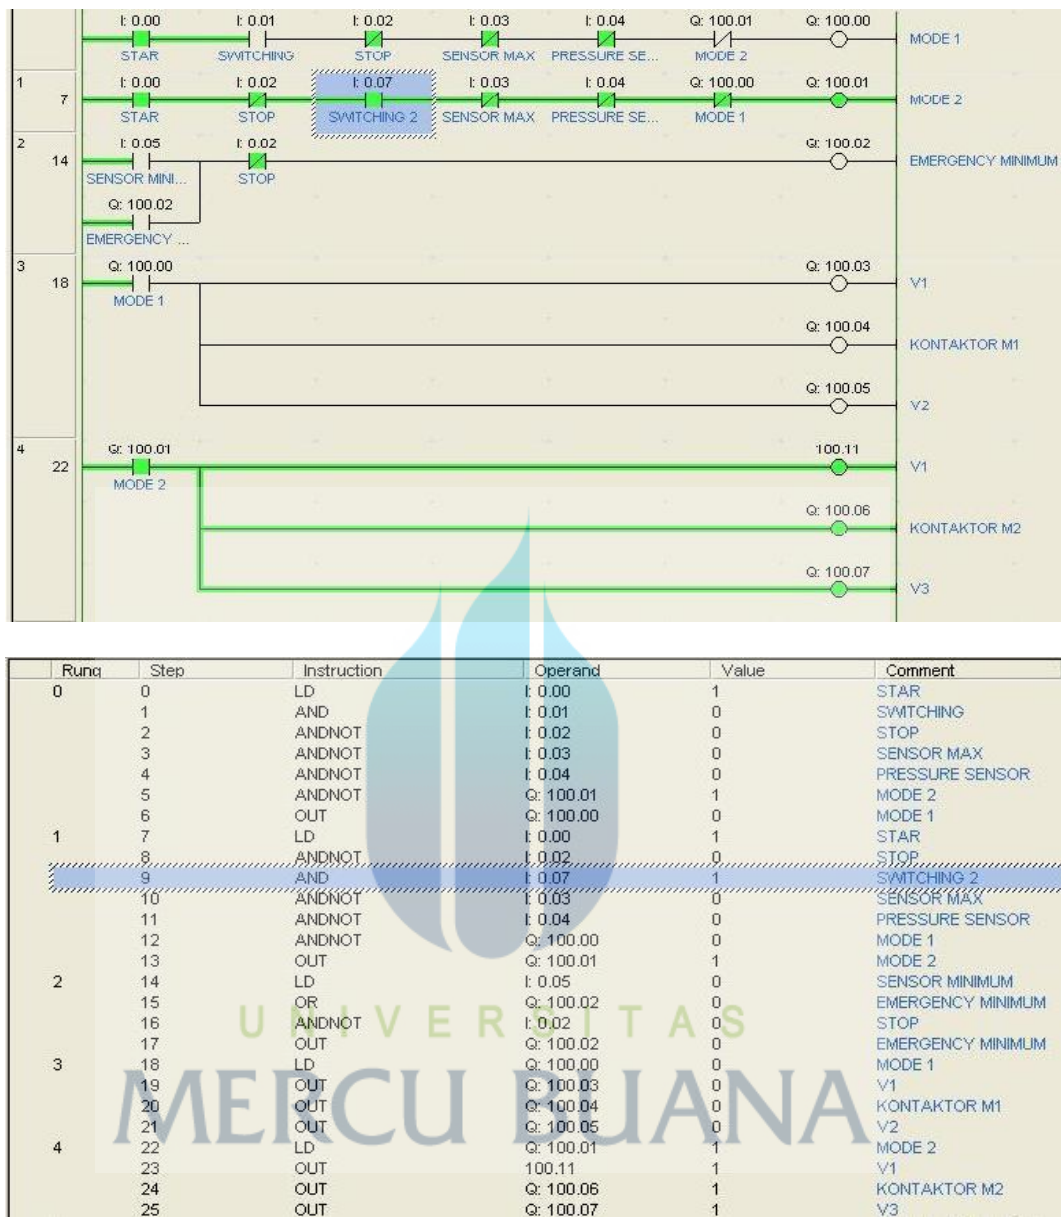 I: 0.00 I: 0.01 I: 0.02 I: 0.03 I: 0.04 Q: 100.01 Q: 100.00
MODE 1
STAR SWITCHING STOP SENSOR MAX PRESSURE SE... MODE 2
1 I: 0.00 I: 0.02 I: 0.07 I: 0.03 I: 0.04 Q: 100.00 Q: 100.01
7 MODE 2
STAR STOP SWITCHING 2 SENSOR MAX PRESSURE SE... MODE 1
2 I: 0.05 I: 0.02 Q: 100.02
14 EMERGENCY MINIMUM
SENSOR MINI... STOP
Q: 100.02
EMERGENCY ...
3 Q: 100.00 Q: 100.03
18 V1
MODE 1
Q: 100.04
KONTAKTOR M1
Q: 100.05
V2
4 Q: 100.01 100.11
22 V1
MODE 2
Q: 100.06
KONTAKTOR M2
Q: 100.07
V3
Rung Step Instruction Operand Value Comment
0 0 LD I: 0.00 1 STAR
1 AND I: 0.01 0 SWITCHING
2 ANDNOT I: 0.02 0 STOP
3 ANDNOT I: 0.03 0 SENSOR MAX
4 ANDNOT I: 0.04 0 PRESSURE SENSOR
5 ANDNOT Q: 100.01 1 MODE 2
6 OUT Q: 100.00 0 MODE 1
1 7 LD I: 0.00 1 STAR
8 ANDNOT I: 0.02 0 STOP
9 AND I: 0.07 1 SWITCHING 2
10 ANDNOT I: 0.03 0 SENSOR MAX
11 ANDNOT I: 0.04 0 PRESSURE SENSOR
12 ANDNOT Q: 100.00 0 MODE 1
13 OUT Q: 100.01 1 MODE 2
2 14 LD I: 0.05 0 SENSOR MINIMUM
15 OR Q: 100.02 0 EMERGENCY MINIMUM
16 ANDNOT I: 0.02 0 STOP
17 OUT Q: 100.02 0 EMERGENCY MINIMUM
3 18 LD Q: 100.00 0 MODE 1
19 OUT Q: 100.03 0 V1
20 OUT Q: 100.04 0 KONTAKTOR M1
21 OUT Q: 100.05 0 V2
4 22 LD Q: 100.01 1 MODE 2
23 OUT 100.11 1 V1
24 OUT Q: 100.06 1 KONTAKTOR M2
25 OUT Q: 100.07 1 V3
UNIVERSITAS
MERCU BUANA